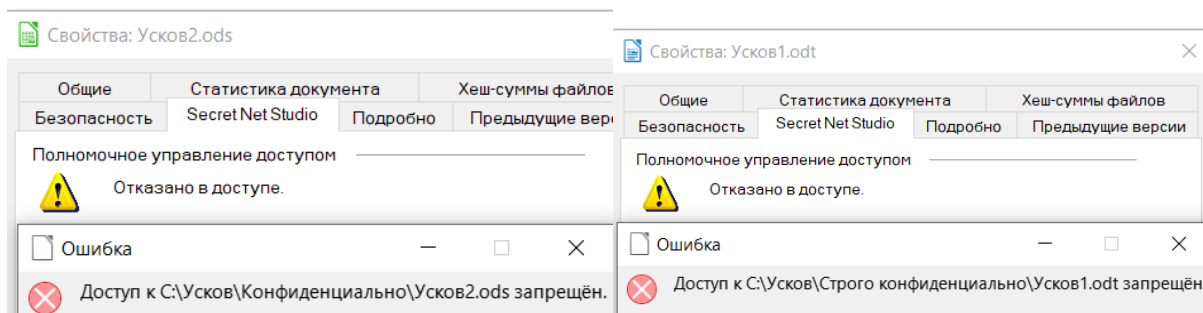 Свойства: Усков2.ods
Общие Статистика документа Хеш-суммы файлов
Безопасность Secret Net Studio Подробно Предыдущие вер
Полномочное управление доступом
Отказано в доступе.
Ошибка
Доступ к C:\Усков\Конфиденциально\Усков2.ods запрещён.
Свойства: Усков1.odt
Общие Статистика документа Хеш-суммы файлов
Безопасность Secret Net Studio Подробно Предыдущие версии
Полномочное управление доступом
Отказано в доступе.
Ошибка
Доступ к C:\Усков\Строго конфиденциально\Усков1.odt запрещён